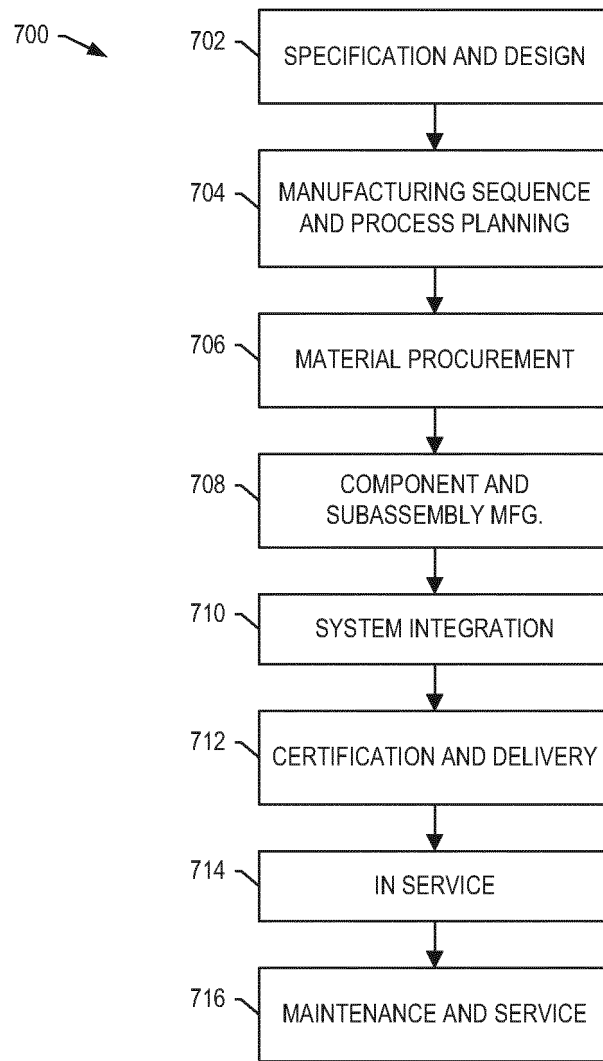 700
702
SPECIFICATION AND DESIGN
704
MANUFACTURING SEQUENCE
AND PROCESS PLANNING
706
MATERIAL PROCUREMENT
708
COMPONENT AND
SUBASSEMBLY MFG.
710
SYSTEM INTEGRATION
712
CERTIFICATION AND DELIVERY
714
IN SERVICE
716
MAINTENANCE AND SERVICE